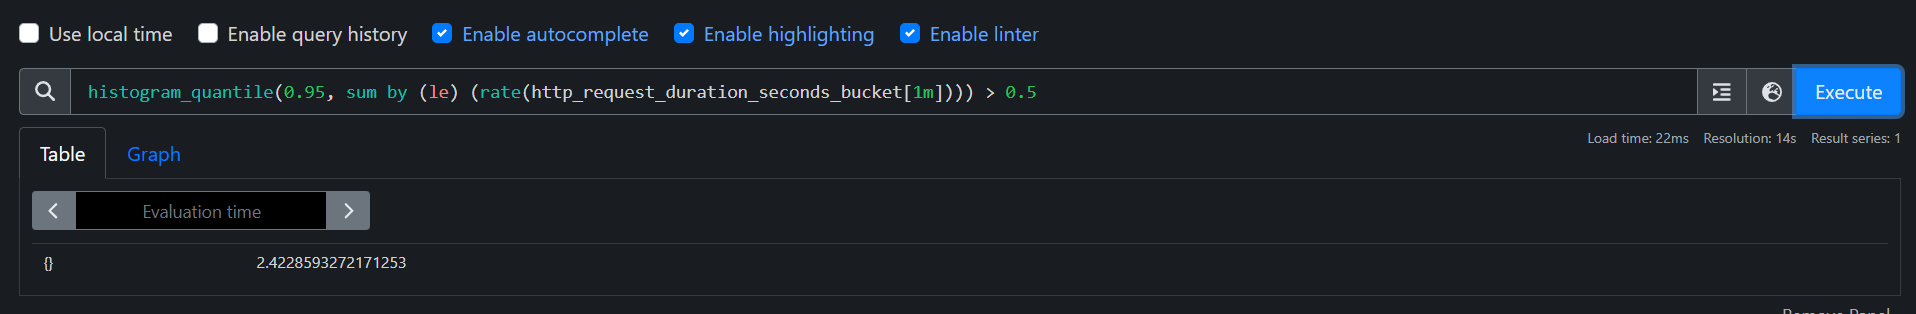 Use local time Enable query history Enable autocomplete Enable highlighting Enable linter
histogram_quantile(0.95, sum by (le) (rate(http_request_duration_seconds_bucket[1m]))) > 0.5 Execute
Load time: 22ms Resolution: 14s Result series: 1
Table Graph
Evaluation time
{} 2.4228593272171253
Remove Panel